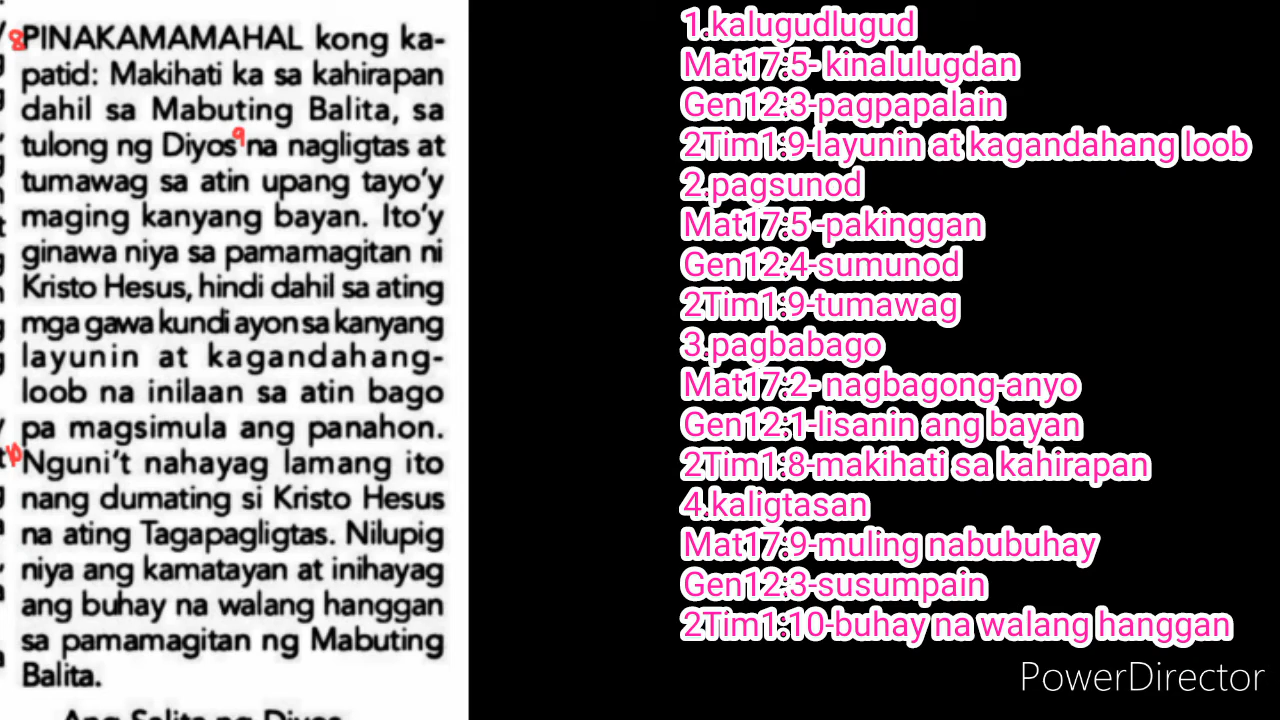 8PINAKAMAMAHAL kong ka-
patid: Makihati ka sa kahirapan
dahil sa Mabuting Balita, sa
tulong ng Diyos 9 na nagligtas at
tumawag sa atin upang tayo'y
maging kanyang bayan. Ito'y
ginawa niya sa pamamagitan ni
Kristo Hesus, hindi dahil sa ating
mga gawa kundi ayon sa kanyang
layunin at kagandahang-
loob na inilaan sa atin bago
pa magsimula ang panahon.
10 Nguni't nahayag lamang ito
nang dumating si Kristo Hesus
na ating Tagapagligtas. Nilupig
niya ang kamatayan at inihayag
ang buhay na walang hanggan
sa pamamagitan ng Mabuting
Balita.
Ang Salita ng Diyos
1.kalugudlugud
Mat17:5- kinalulugdan
Gen12:3-pagpapalain
2Tim1:9-layunin at kagandahang loob
2.pagsunod
Mat17:5 -pakinggan
Gen12:4-sumunod
2Tim1:9-tumawag
3.pagbabago
Mat17:2- nagbagong-anyo
Gen12:1-lisanin ang bayan
2Tim1:8-makihati sa kahirapan
4.kaligtasan
Mat17:9-muling nabubuhay
Gen12:3-susumpain
2Tim1:10-buhay na walang hanggan
PowerDirector